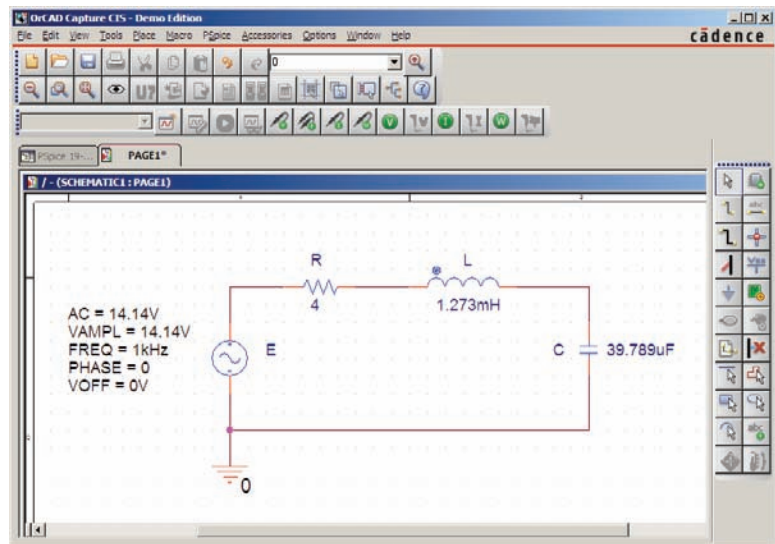 OrCAD Capture CIS - Demo Edition
File Edit View Tools Place Macro PSpice Accessories Options Window Help
cādence
0
U?
PSpice 19-... PAGE1*
/ - (SCHEMATIC1 : PAGE1)
R
L
4
1.273mH
AC = 14.14V
VAMPL = 14.14V
FREQ = 1kHz
PHASE = 0
VOFF = 0V
E
C
39.789uF
0